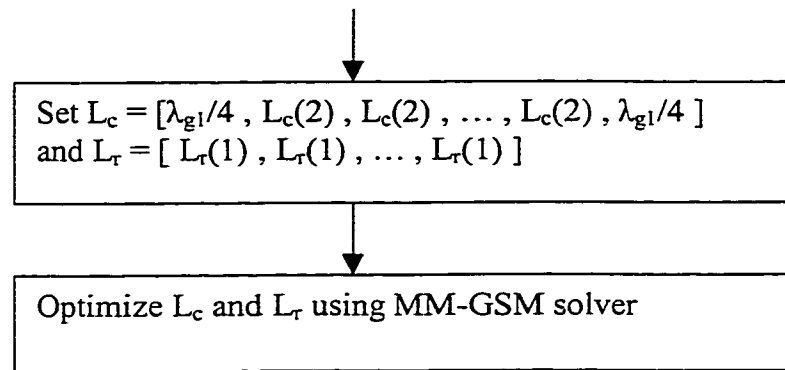 Set L_c = [λ_g1/4 , L_c(2) , L_c(2) , … , L_c(2) , λ_g1/4 ]
and L_r = [ L_r(1) , L_r(1) , … , L_r(1) ]
Optimize L_c and L_r using MM-GSM solver